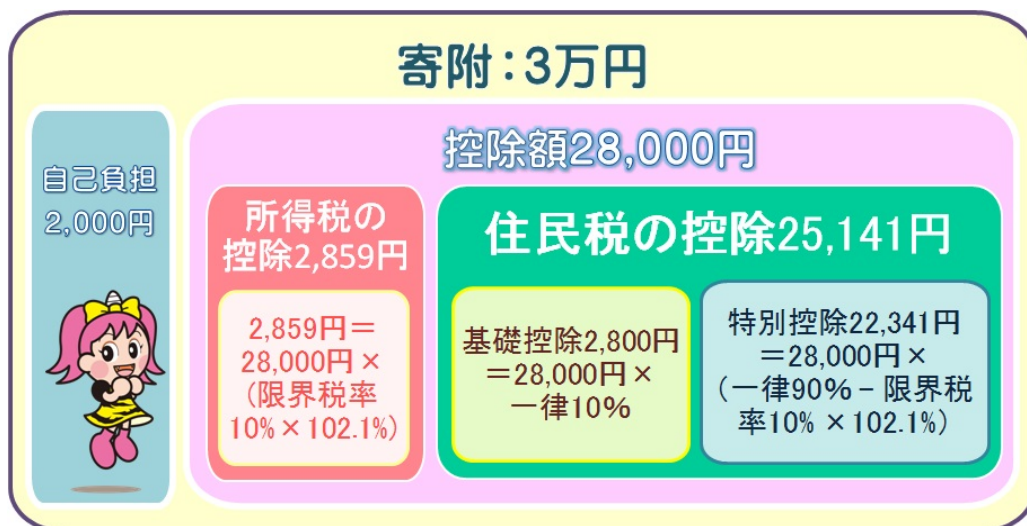 寄附：3万円
自己負担
2,000円
控除額28,000円
所得税の
控除2,859円
2,859円＝
28,000円×
（限界税率
10%×102.1%）
住民税の控除25,141円
基礎控除2,800円
＝28,000円×
一律10%
特別控除22,341円
＝28,000円×
（一律90%－限界税
率10%×102.1%）